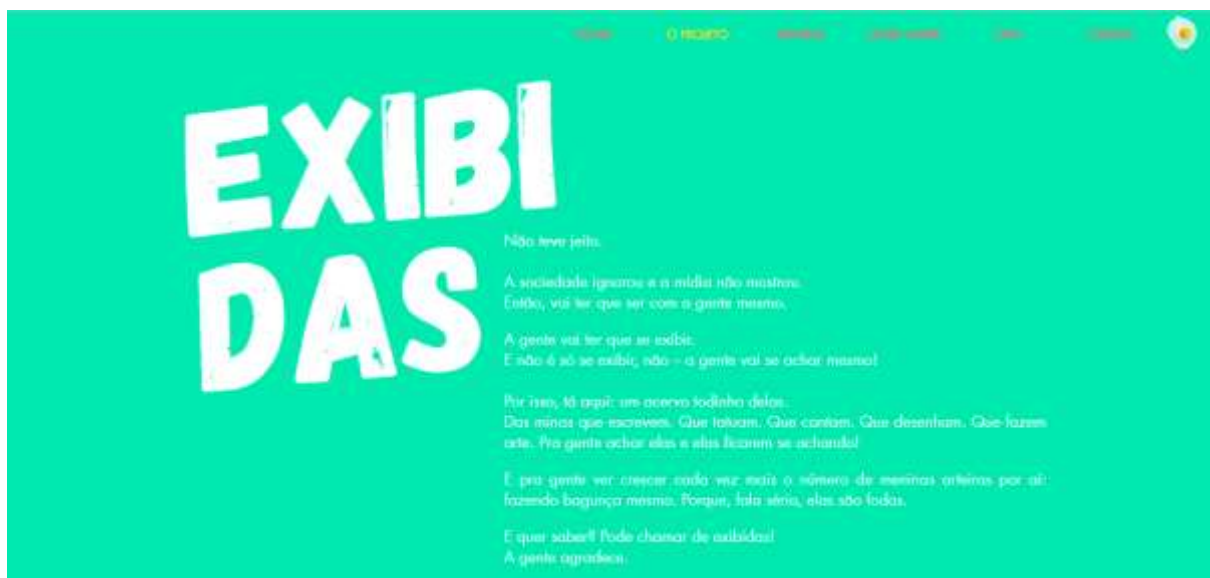 HOME O PROJETO
EXIBI
DAS
Não teve jeito.
A sociedade ignorou e a mídia não mostrou.
Então, vai ter que ser com a gente mesmo.
A gente vai ter que se exibir.
E não é só se exibir, não – a gente vai se achar mesmo!
Por isso, tá aqui: um acervo todinho delas.
Das minas que escrevem. Que tatuam. Que cantam. Que desenham. Que fazem
arte. Pra gente achar elas e elas ficarem se achando!
E pra gente ver crescer cada vez mais o número de meninas arteiras por aí:
fazendo bagunça mesmo. Porque, fala sério, elas são fodas.
E quer saber? Pode chamar de exibidas!
A gente agradece.